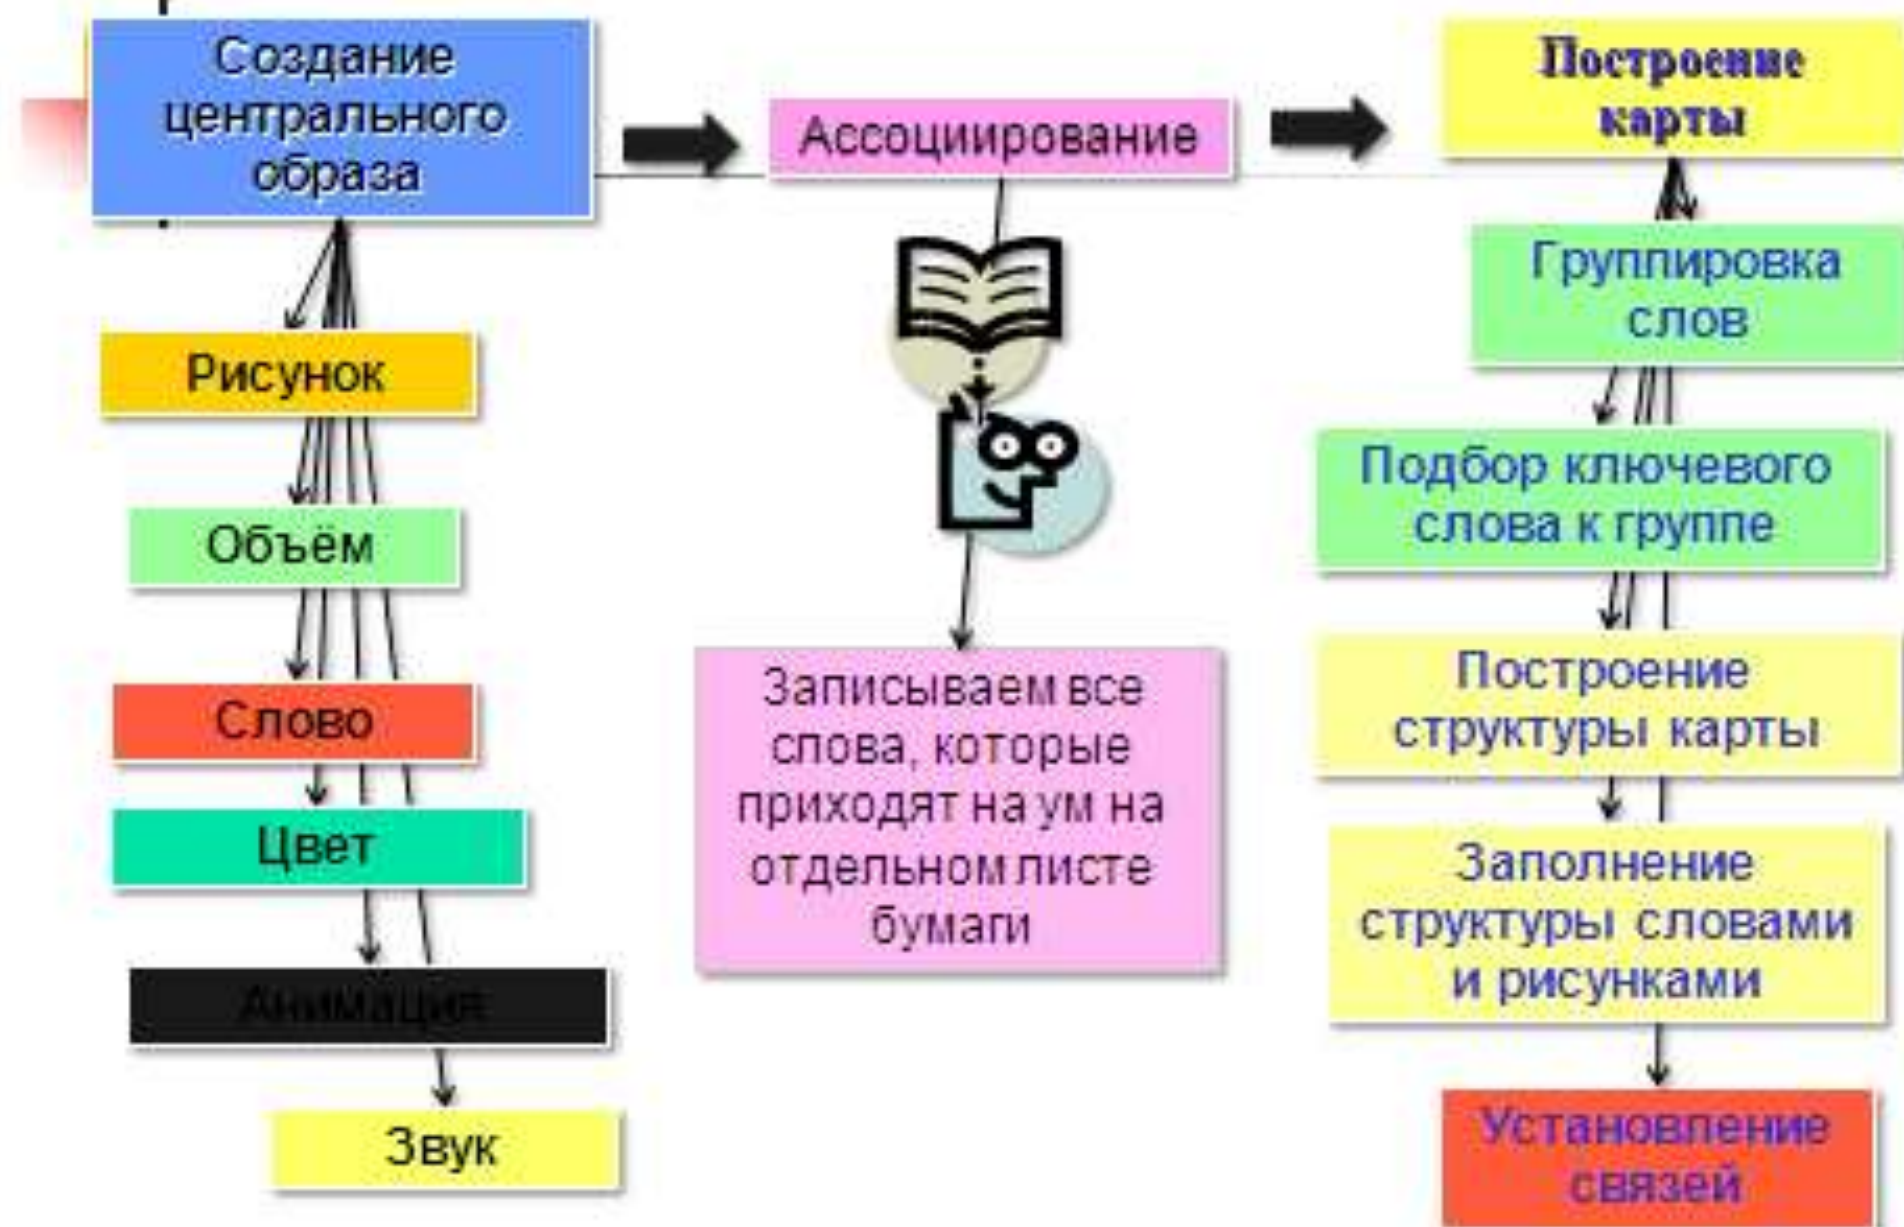 Создание
центрального
образа
Рисунок
Объём
Слово
Цвет
Анимация
Звук
Ассоциирование
Записываем все
слова, которые
приходят на ум на
отдельном листе
бумаги
Построение
карты
Группировка
слов
Подбор ключевого
слова к группе
Построение
структуры карты
Заполнение
структуры словами
и рисунками
Установление
связей